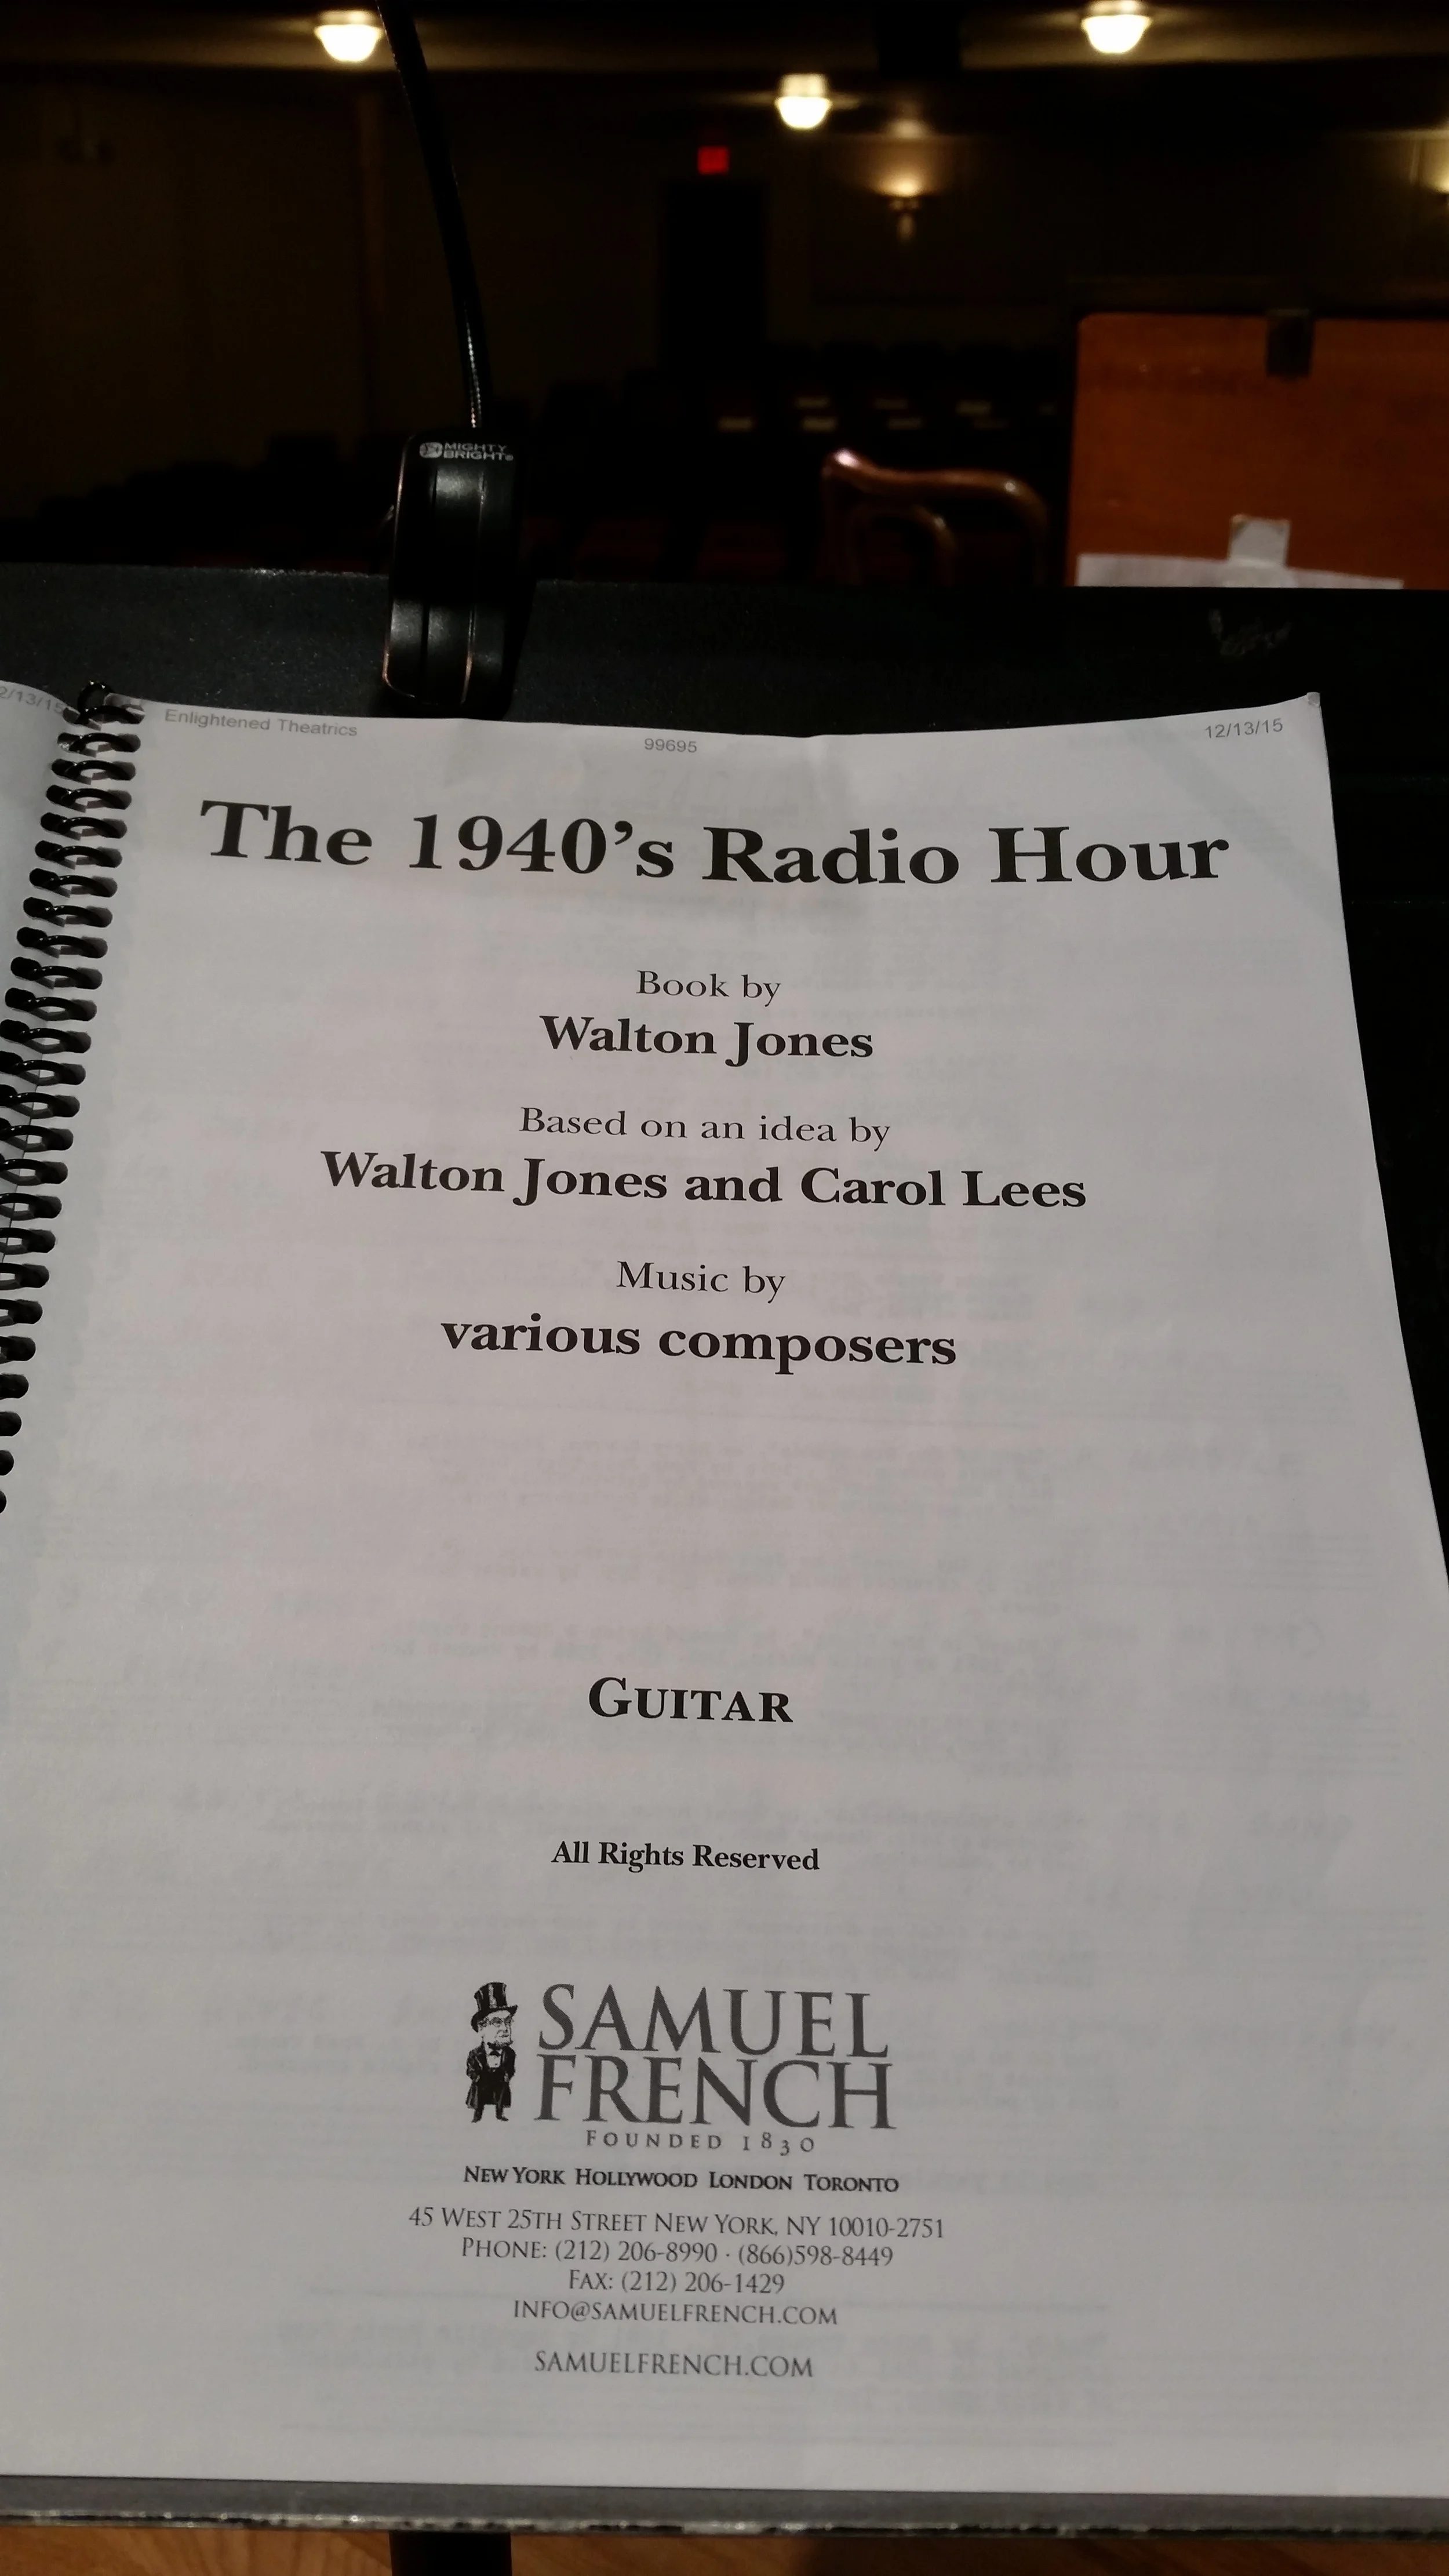 MIGHTY
BRIGHT
2/13/15
Enlightened Theatrics
99695
12/13/15
The 1940's Radio Hour
Book by
Walton Jones
Based on an idea by
Walton Jones and Carol Lees
Music by
various composers
GUITAR
All Rights Reserved
SAMUEL
FRENCH
FOUNDED 1830
NEW YORK HOLLYWOOD LONDON TORONTO
45 WEST 25TH STREET NEW YORK, NY 10010-2751
PHONE: (212) 206-8990 · (866)598-8449
FAX: (212) 206-1429
INFO@SAMUELFRENCH.COM
SAMUELFRENCH.COM